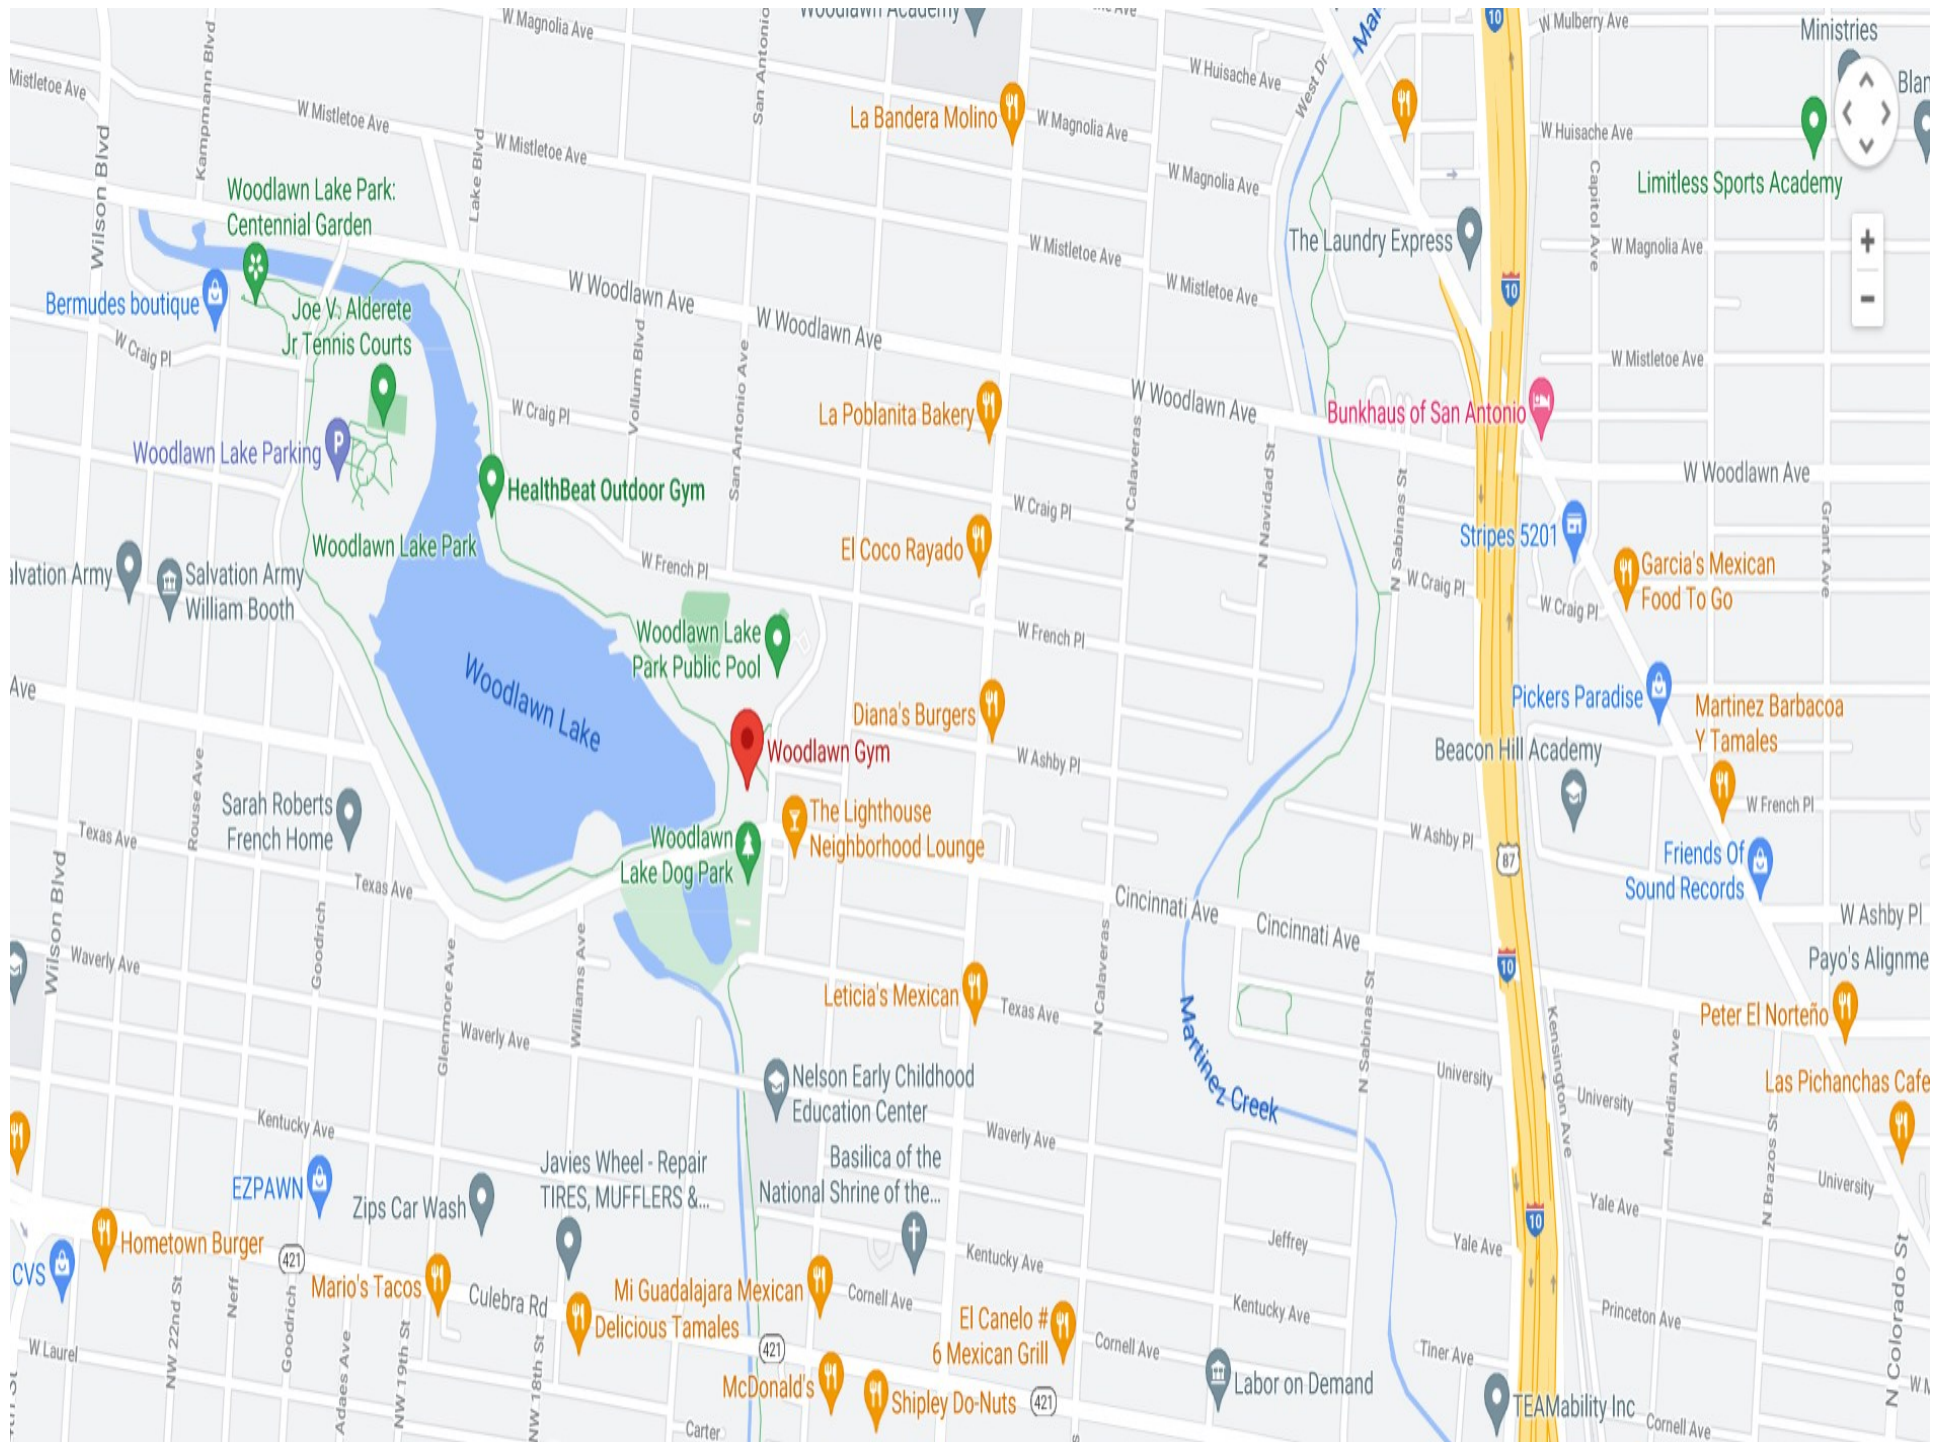 W Magnolia Ave
Woodlawn Academy
W Mulberry Ave
Ministries
Mistletoe Ave
Kampmann Blvd
San Antonio
W Huisache Ave
West Dr
10
W Mistletoe Ave
Lake Blvd
La Bandera Molino
W Magnolia Ave
W Huisache Ave
W Mistletoe Ave
Wilson Blvd
W Magnolia Ave
Capitol Ave
Limitless Sports Academy
Woodlawn Lake Park:
Centennial Garden
The Laundry Express
W Magnolia Ave
+
−
W Mistletoe Ave
W Mistletoe Ave
W Woodlawn Ave
10
Bermudes boutique
Joe V. Alderete
Jr Tennis Courts
W Woodlawn Ave
W Craig Pl
Vollum Blvd
San Antonio Ave
W Mistletoe Ave
W Woodlawn Ave
W Craig Pl
La Poblanita Bakery
Bunkhaus of San Antonio
P
Woodlawn Lake Parking
HealthBeat Outdoor Gym
N Calaveras
N Navidad St
N Sabinas St
W Woodlawn Ave
Grant Ave
W Craig Pl
El Coco Rayado
Stripes 5201
Woodlawn Lake Park
W French Pl
Garcia's Mexican
Food To Go
W Craig Pl
W Craig Pl
alvation Army
Salvation Army
William Booth
Woodlawn Lake
Park Public Pool
W French Pl
Woodlawn Lake
Ave
Pickers Paradise
Martinez Barbacoa
Y Tamales
Diana's Burgers
Woodlawn Gym
W Ashby Pl
Beacon Hill Academy
Rouse Ave
Sarah Roberts
French Home
The Lighthouse
Neighborhood Lounge
W French Pl
Texas Ave
Woodlawn
Lake Dog Park
W Ashby Pl
87
Friends Of
Sound Records
Texas Ave
Wilson Blvd
Cincinnati Ave
Cincinnati Ave
W Ashby Pl
Goodrich
Waverly Ave
Glenmore Ave
Williams Ave
N Calaveras
10
Payo's Alignme
Leticia's Mexican
Texas Ave
N Sabinas St
Peter El Norteño
Waverly Ave
Martinez Creek
Kensington Ave
Meridian Ave
Nelson Early Childhood
Education Center
University
University
Las Pichanchas Cafe
Kentucky Ave
Waverly Ave
N Brazos St
Javies Wheel - Repair
TIRES, MUFFLERS &...
Basilica of the
National Shrine of the...
EZPAWN
Zips Car Wash
University
Yale Ave
Hometown Burger
421
10
Jeffrey
Yale Ave
Kentucky Ave
CVS
Mario's Tacos
Culebra Rd
Mi Guadalajara Mexican
Cornell Ave
N Colorado St
NW 22nd St
Neff
Goodrich
Delicious Tamales
El Canelo #
6 Mexican Grill
Kentucky Ave
Princeton Ave
W Laurel
Adaes Ave
NW 19th St
NW 18th St
421
Cornell Ave
Tiner Ave
McDonald's
Shipley Do-Nuts
421
Labor on Demand
TEAMability Inc
Cornell Ave
Carter